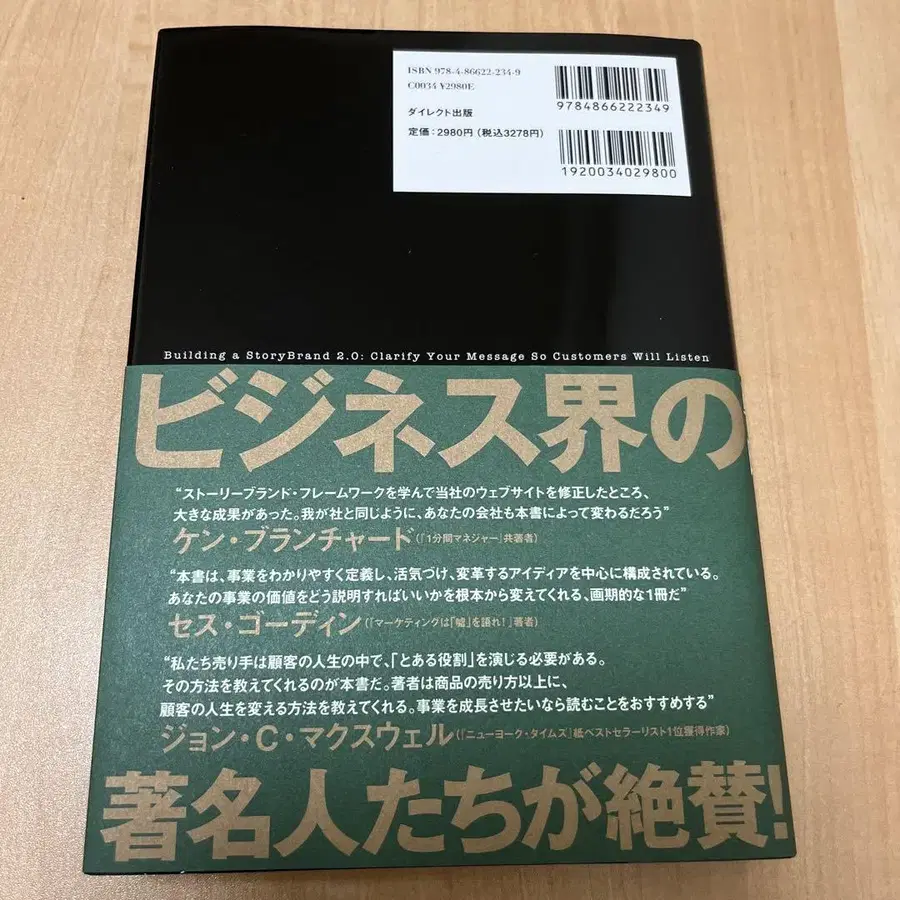 ISBN 978-4-86622-234-9
C0034 ¥2980E
ダイレクト出版
定価：2980円（税込3278円）
9784866222349
1920034029800
Building a StoryBrand 2.0: Clarify Your Message So Customers Will Listen
ビジネス界の
“ストーリーブランド・フレームワークを学んで当社のウェブサイトを修正したところ、
大きな成果があった。我が社と同じように、あなたの会社も本書によって変わるだろう”
ケン・ブランチャード（『1分間マネジャー』共著者）
“本書は、事業をわかりやすく定義し、活気づけ、変革するアイディアを中心に構成されている。
あなたの事業の価値をどう説明すればいいかを根本から変えてくれる、画期的な1冊だ”
セス・ゴーディン（『マーケティングは「嘘」を語れ！』著者）
“私たち売り手は顧客の人生の中で、「とある役割」を演じる必要がある。
その方法を教えてくれるのが本書だ。著者は商品の売り方以上に、
顧客の人生を変える方法を教えてくれる。事業を成長させたいなら読むことをおすすめする”
ジョン・C・マクスウェル（『ニューヨーク・タイムズ』紙ベストセラーリスト1位獲得作家）
著名人たちが絶賛！